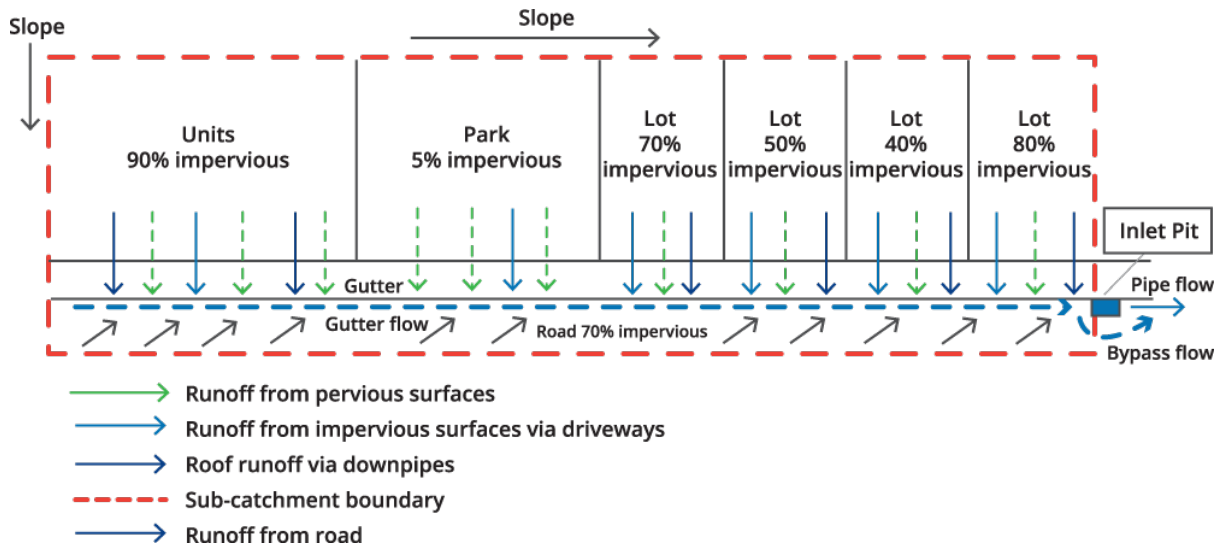 Slope
Slope
Units
90% impervious
Park
5% impervious
Lot
70%
impervious
Lot
50%
impervious
Lot
40%
impervious
Lot
80%
impervious
Inlet Pit
Gutter
Pipe flow
Gutter flow
Road 70% impervious
Bypass flow
Runoff from pervious surfaces
Runoff from impervious surfaces via driveways
Roof runoff via downpipes
Sub-catchment boundary
Runoff from road